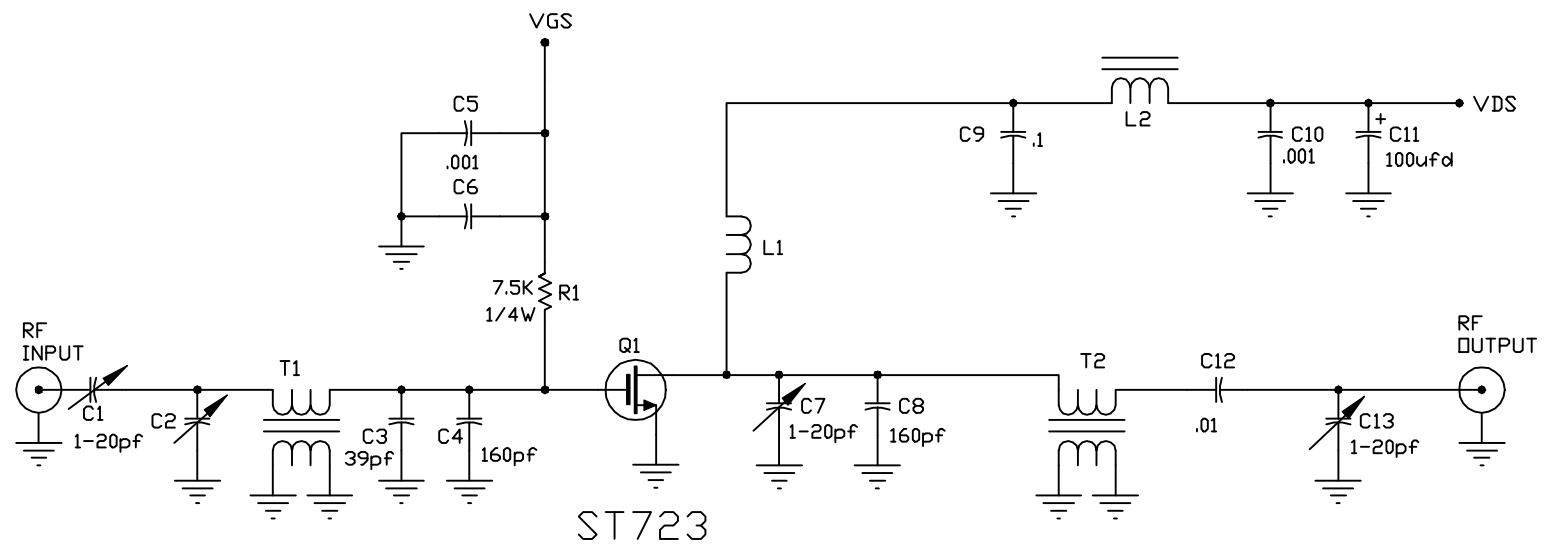 VGS
C5
.001
C6
7.5K
R1
1/4W
C9
.1
L2
VDS
C10
.001
+
C11
100ufd
L1
RF
INPUT
C1
1-20pf
C2
T1
C3
39pf
C4
160pf
Q1
C7
1-20pf
C8
160pf
T2
C12
.01
C13
1-20pf
RF
OUTPUT
ST723